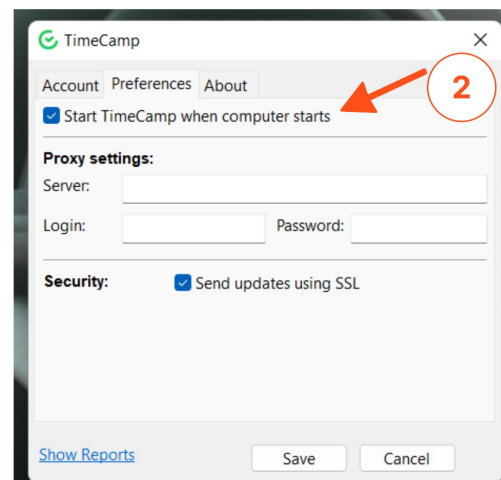 TimeCamp
Account Preferences About
2
Start TimeCamp when computer starts
Proxy settings:
Server:
Login: Password:
Security: Send updates using SSL
Show Reports Save Cancel